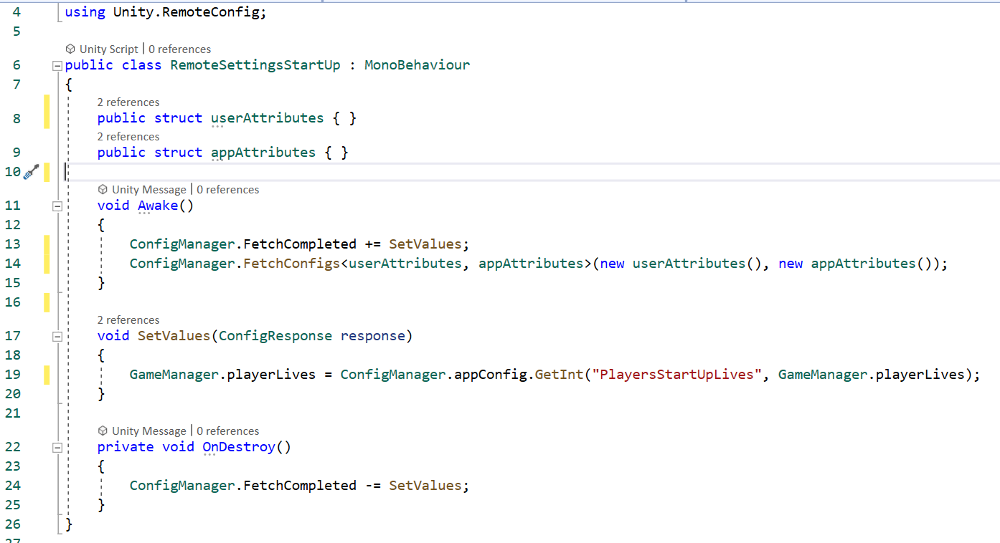 4 using Unity.RemoteConfig;
5
Unity Script | 0 references
6 public class RemoteSettingsStartUp : MonoBehaviour
7 {
2 references
8 public struct userAttributes { }
2 references
9 public struct appAttributes { }
10
Unity Message | 0 references
11 void Awake()
12 {
13 ConfigManager.FetchCompleted += SetValues;
14 ConfigManager.FetchConfigs<userAttributes, appAttributes>(new userAttributes(), new appAttributes());
15 }
16
2 references
17 void SetValues(ConfigResponse response)
18 {
19 GameManager.playerLives = ConfigManager.appConfig.GetInt("PlayersStartUpLives", GameManager.playerLives);
20 }
21
Unity Message | 0 references
22 private void OnDestroy()
23 {
24 ConfigManager.FetchCompleted -= SetValues;
25 }
26 }
27